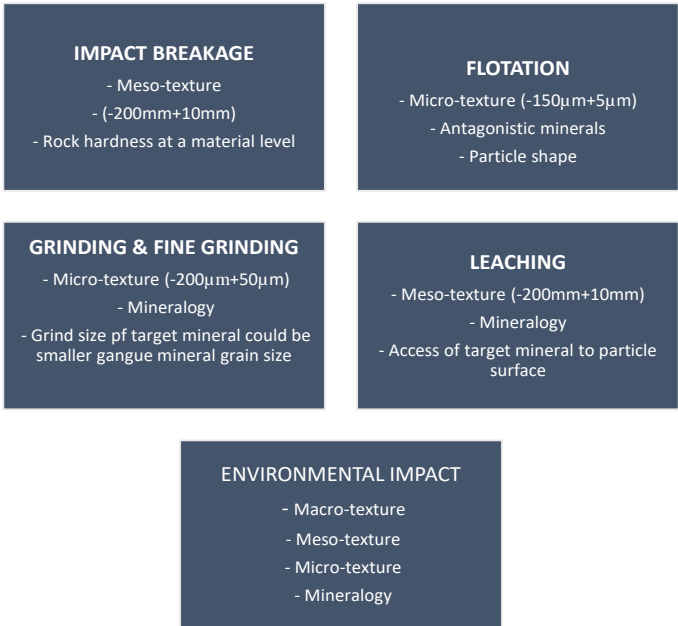 IMPACT BREAKAGE
- Meso-texture
- (-200mm+10mm)
- Rock hardness at a material level
FLOTATION
- Micro-texture (-150μm+5μm)
- Antagonistic minerals
- Particle shape
GRINDING & FINE GRINDING
- Micro-texture (-200μm+50μm)
- Mineralogy
- Grind size pf target mineral could be
smaller gangue mineral grain size
LEACHING
- Meso-texture (-200mm+10mm)
- Mineralogy
- Access of target mineral to particle
surface
ENVIRONMENTAL IMPACT
- Macro-texture
- Meso-texture
- Micro-texture
- Mineralogy